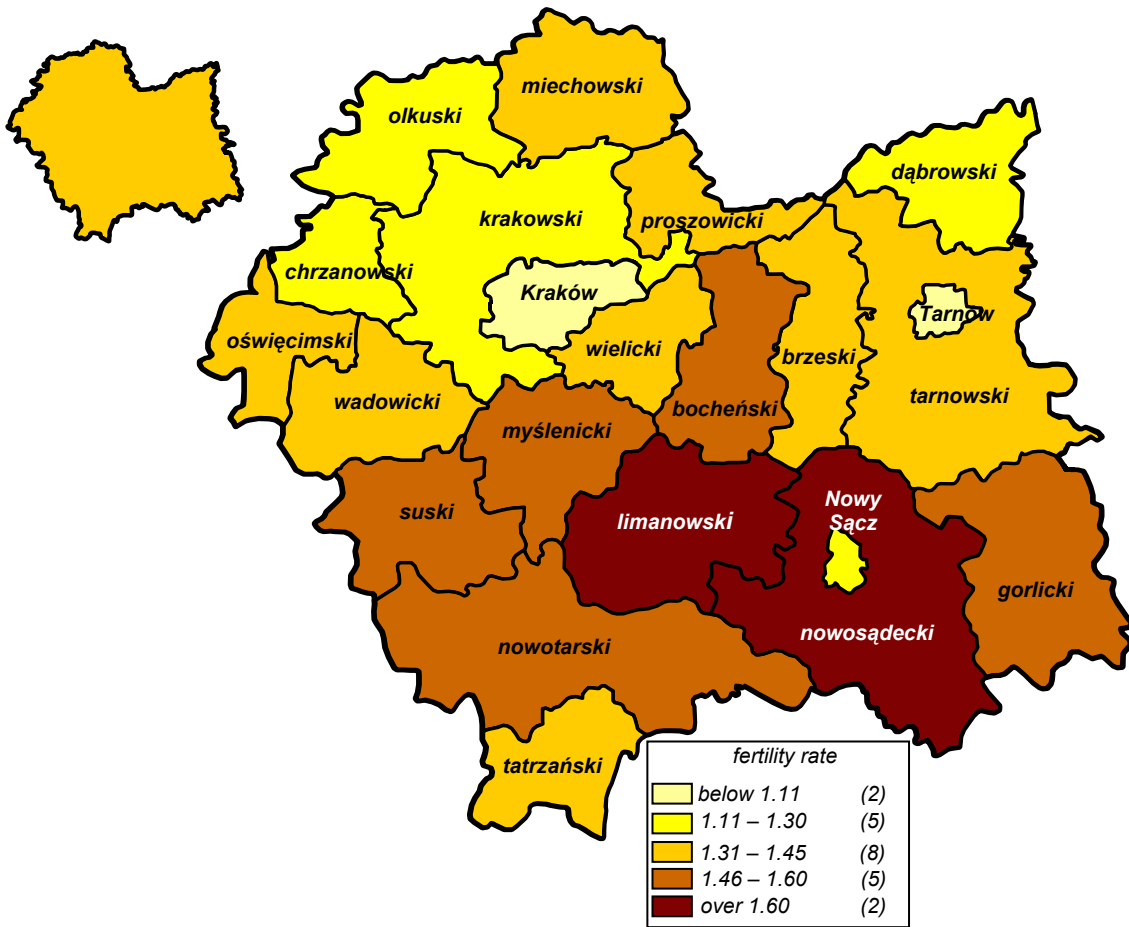 miechowski
olkuski
dąbrowski
krakowski
proszowicki
chrzanowski
Kraków
Tarnów
oświęcimski
wielicki
brzeski
wadowicki
bocheński
tarnowski
myślenicki
Nowy
Sącz
suski
limanowski
gorlicki
nowosądecki
nowotarski
tatrzański
fertility rate
below 1.11 (2)
1.11 – 1.30 (5)
1.31 – 1.45 (8)
1.46 – 1.60 (5)
over 1.60 (2)